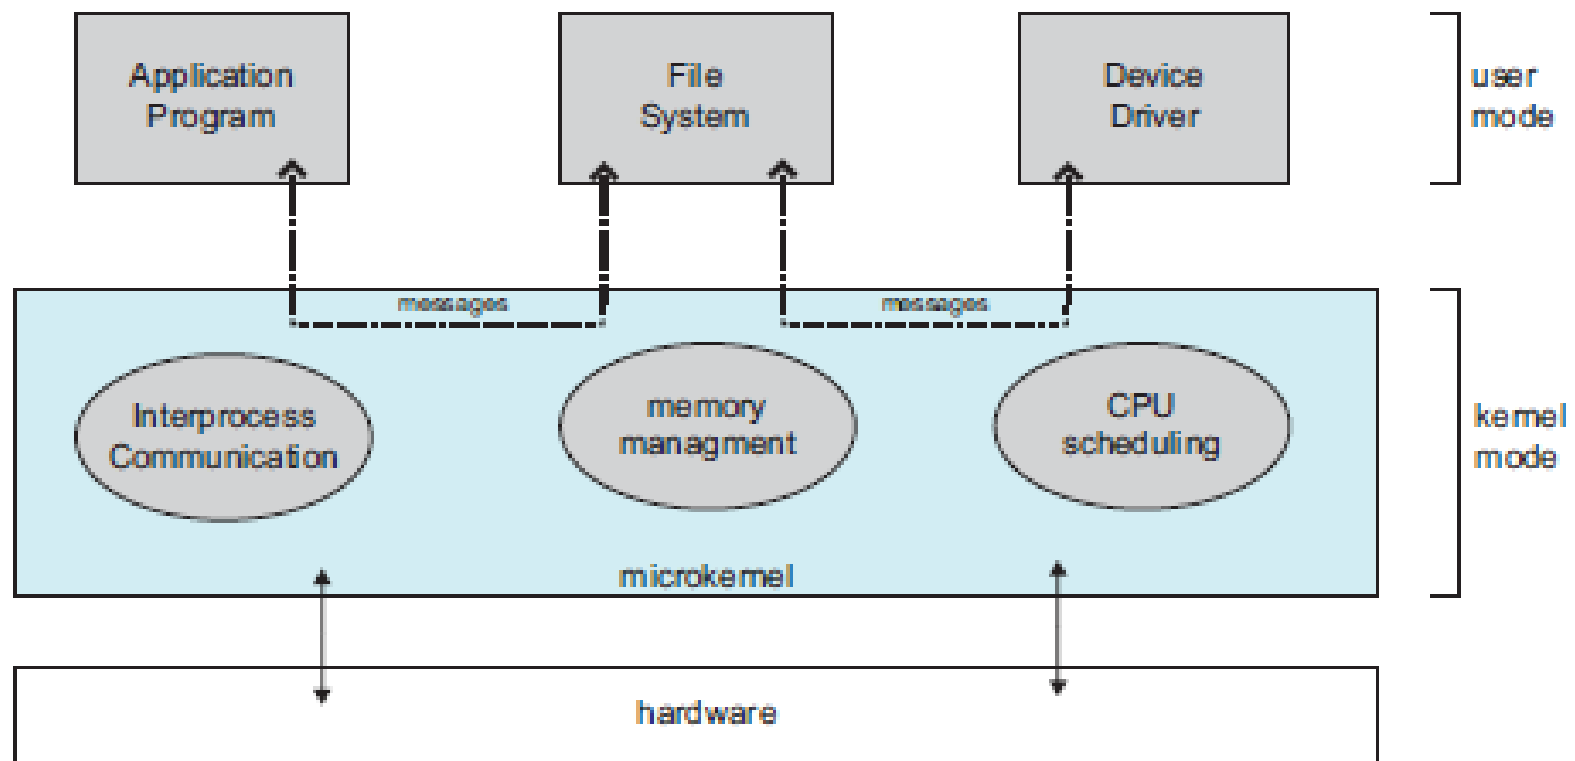 Application
Program
File
System
Device
Driver
user
mode
messages
messages
Interprocess
Communication
memory
managment
CPU
scheduling
kernel
mode
microkernel
hardware